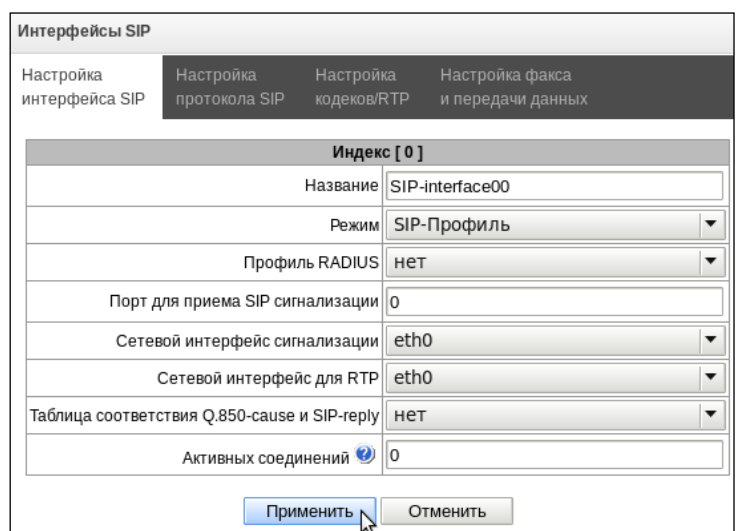 Интерфейсы SIP
Настройка интерфейса SIP
Настройка протокола SIP
Настройка кодеков/RTP
Настройка факса и передачи данных
Индекс [ 0 ]
Название SIP-interface00
Режим SIP-Профиль
Профиль RADIUS нет
Порт для приема SIP сигнализации 0
Сетевой интерфейс сигнализации eth0
Сетевой интерфейс для RTP eth0
Таблица соответствия Q.850-cause и SIP-reply нет
Активных соединений ? 0
Применить Отменить